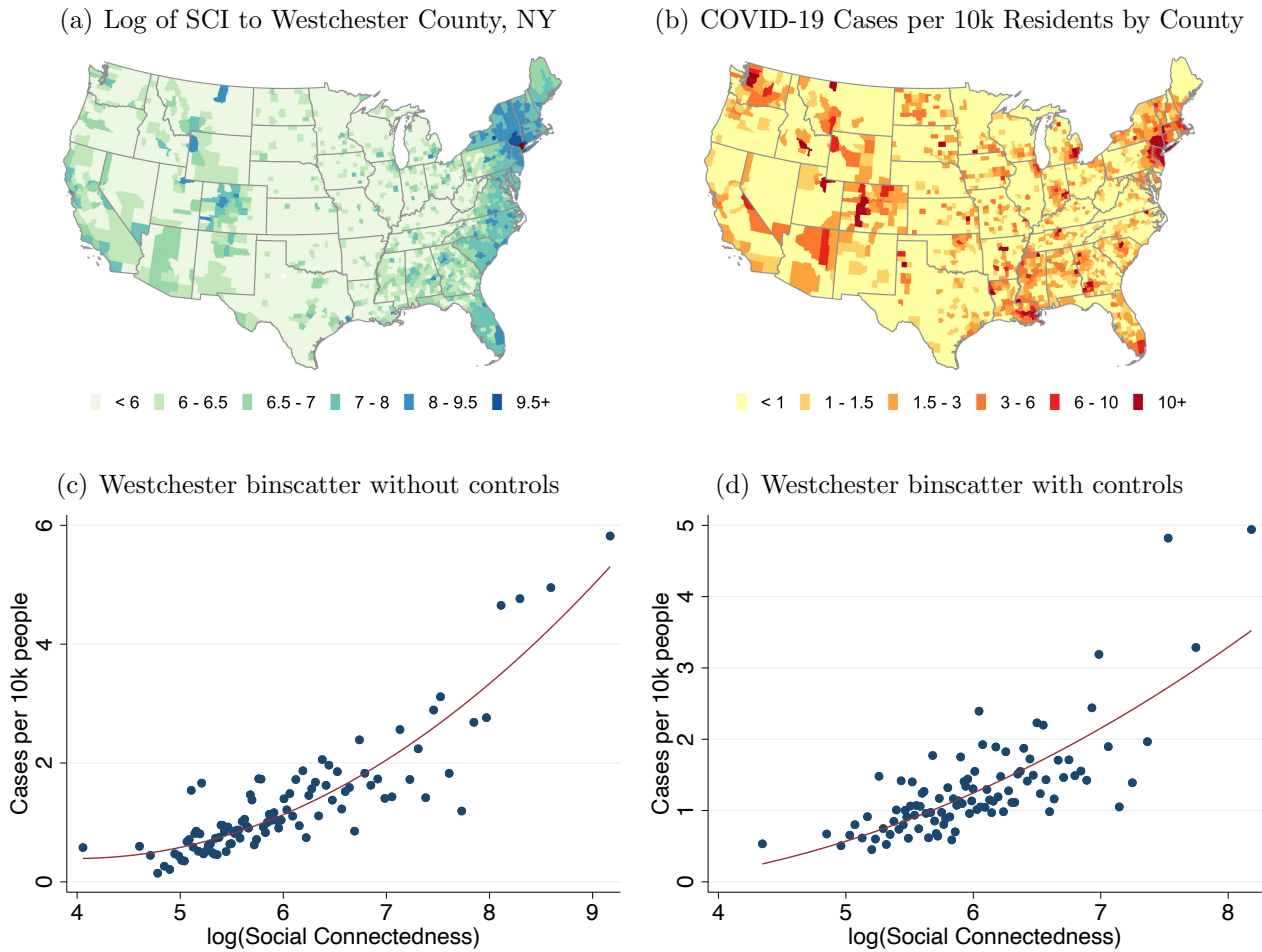 (a) Log of SCI to Westchester County, NY
(b) COVID-19 Cases per 10k Residents by County
< 6 6 - 6.5 6.5 - 7 7 - 8 8 - 9.5 9.5+
< 1 1 - 1.5 1.5 - 3 3 - 6 6 - 10 10+
(c) Westchester binscatter without controls
Cases per 10k people
6
4
2
0
4 5 6 7 8 9
log(Social Connectedness)
(d) Westchester binscatter with controls
Cases per 10k people
5
4
3
2
1
0
4 5 6 7 8
log(Social Connectedness)